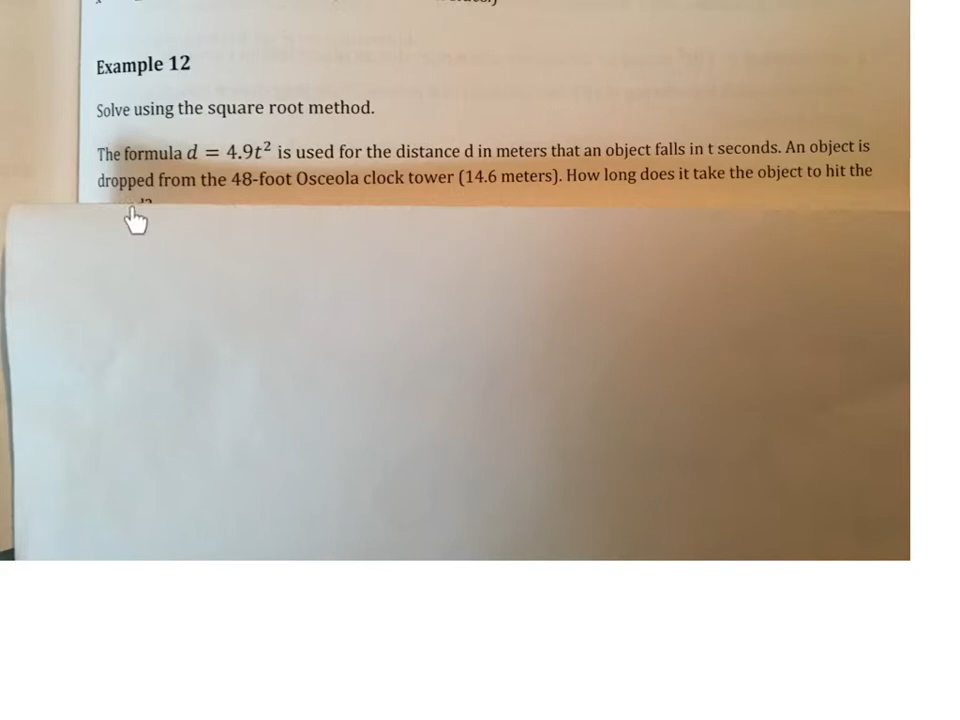 Example 12
Solve using the square root method.
The formula d = 4.9t² is used for the distance d in meters that an object falls in t seconds. An object is
dropped from the 48-foot Osceola clock tower (14.6 meters). How long does it take the object to hit the